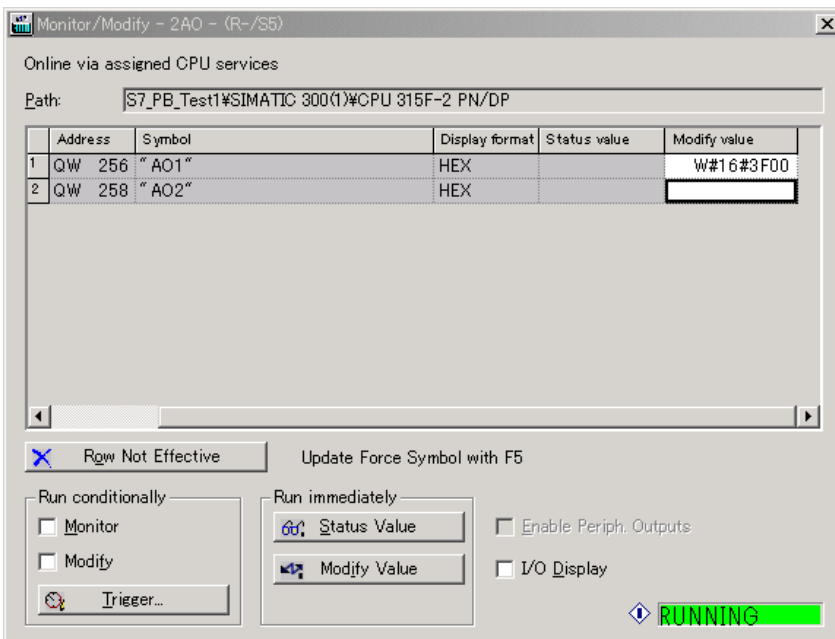 Monitor/Modify - 2AO - (R-/S5)
Online via assigned CPU services
Path: S7_PB_Test1¥SIMATIC 300(1)¥CPU 315F-2 PN/DP
Address Symbol Display format Status value Modify value
1 QW 256 "AO1" HEX W#16#3F00
2 QW 258 "AO2" HEX
Row Not Effective Update Force Symbol with F5
Run conditionally Run immediately
Monitor Status Value Enable Periph. Outputs
Modify Modify Value I/O Display
Trigger...
RUNNING